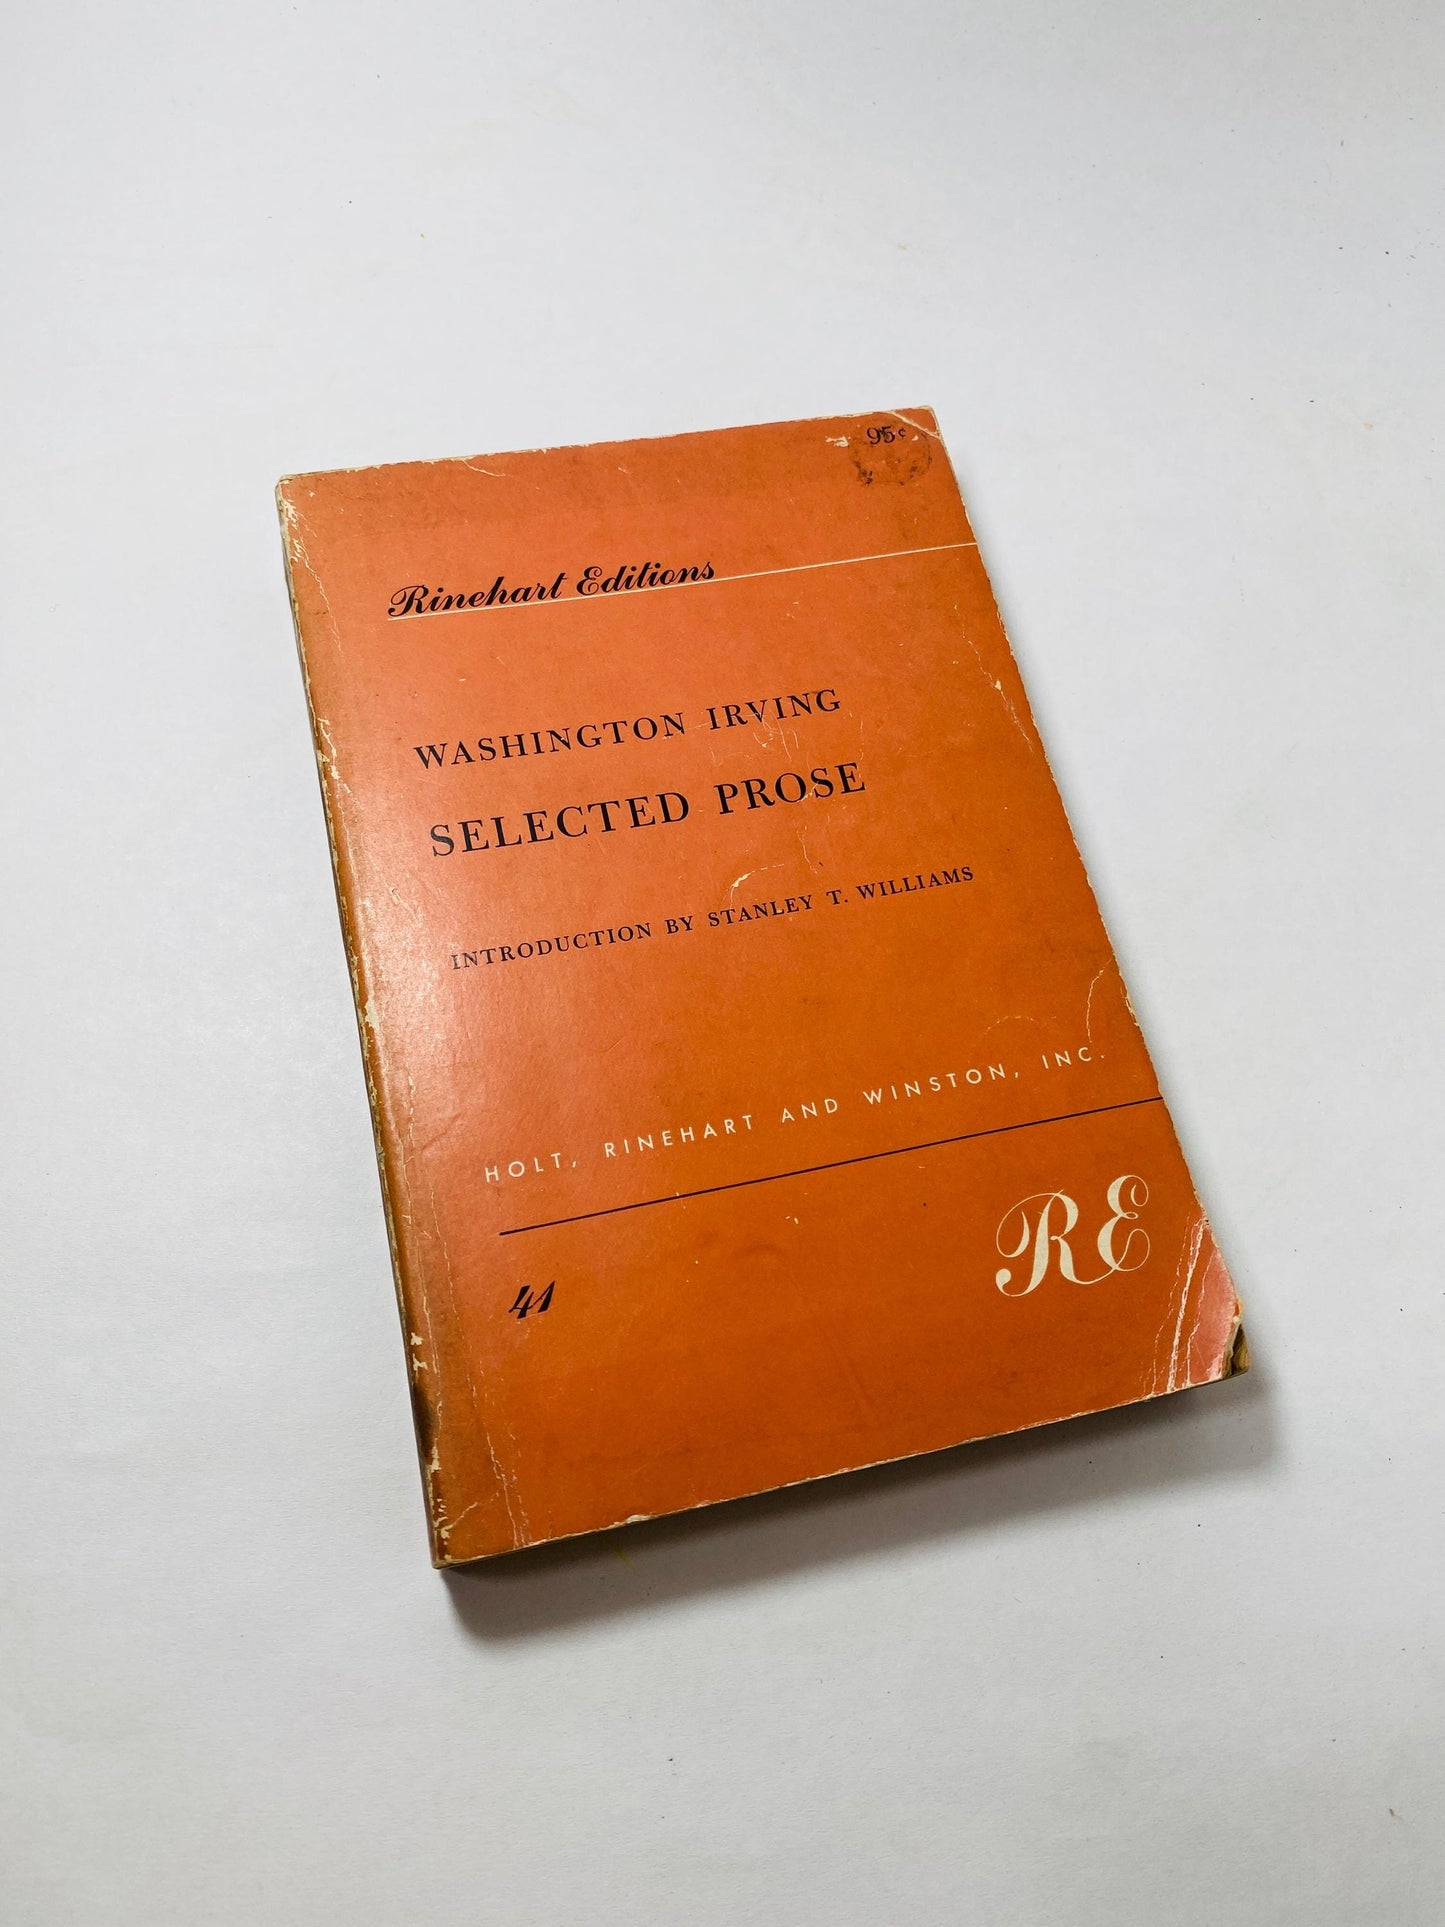 95¢
Rinehart Editions
WASHINGTON IRVING
SELECTED PROSE
INTRODUCTION BY STANLEY T. WILLIAMS
HOLT, RINEHART AND WINSTON, INC.
41
RE